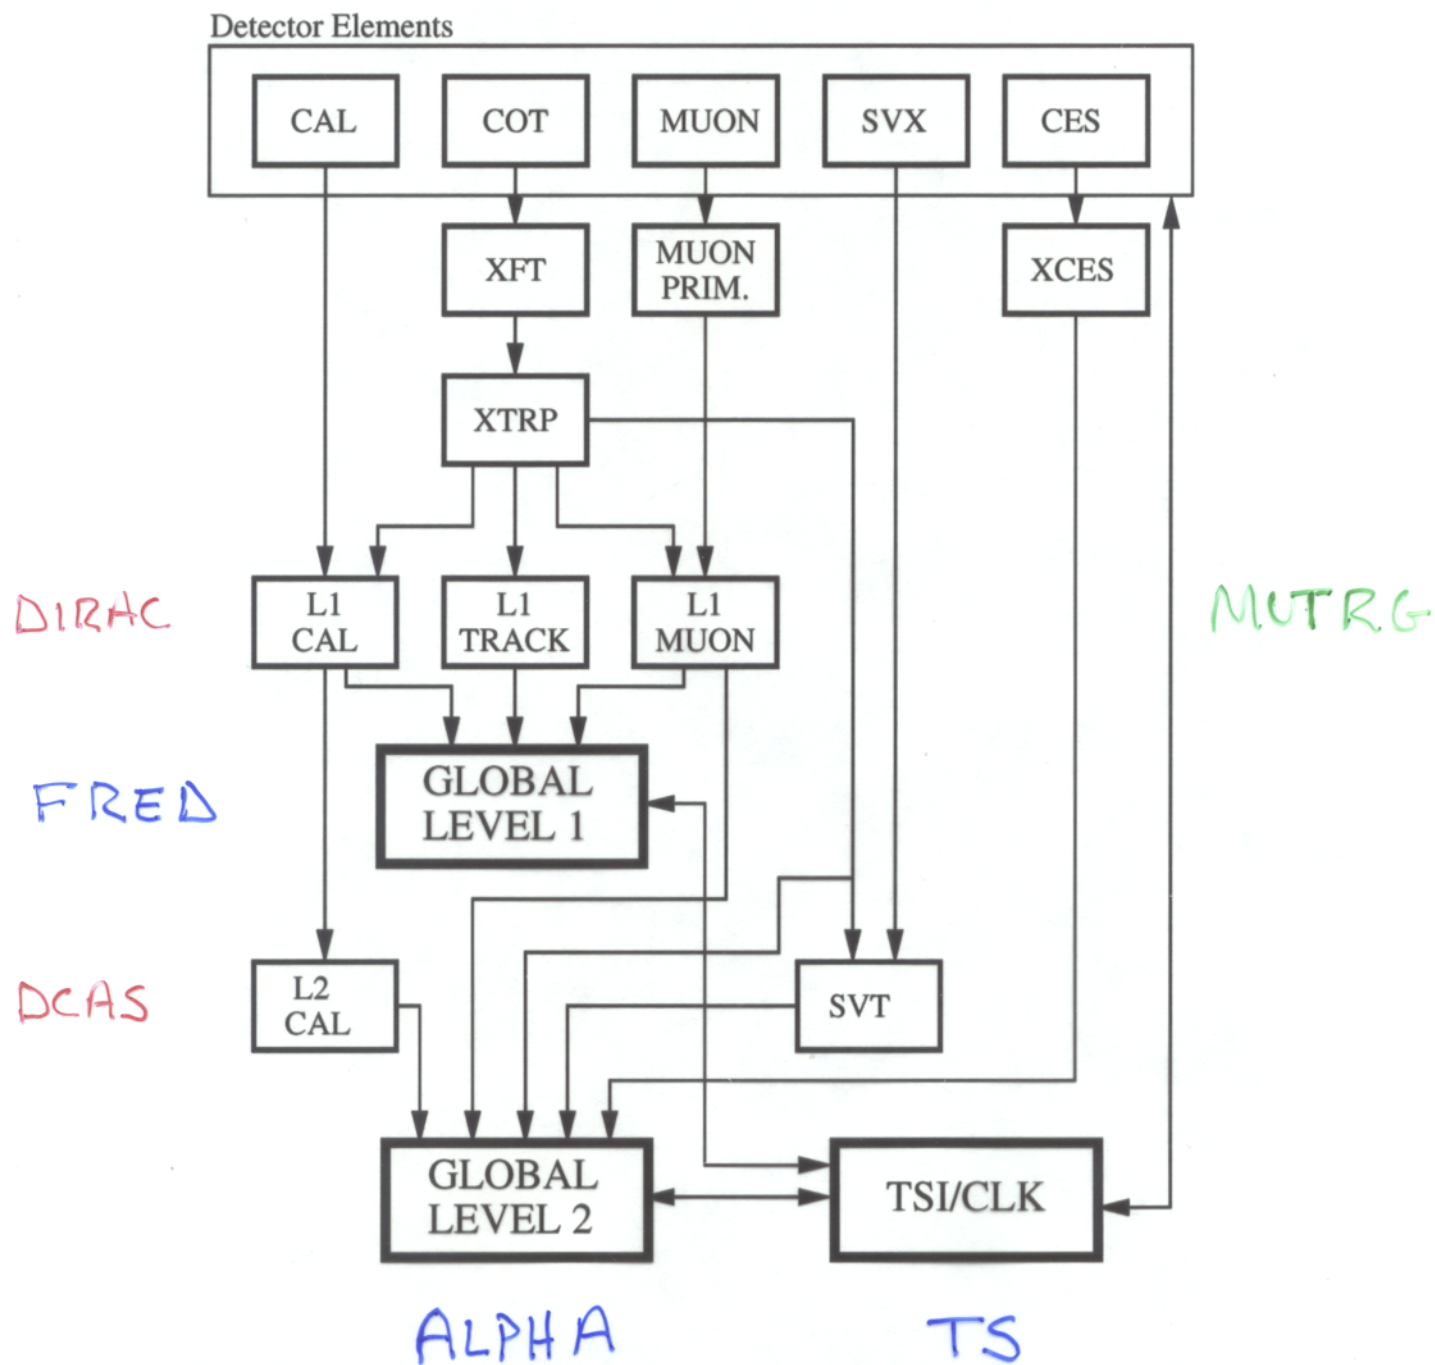 Detector Elements
CAL
COT
MUON
SVX
CES
XFT
MUON
PRIM.
XCES
XTRP
DIRAC
L1
CAL
L1
TRACK
L1
MUON
MUTRG
FRED
GLOBAL
LEVEL 1
DCAS
L2
CAL
SVT
GLOBAL
LEVEL 2
TSI/CLK
ALPHA
TS